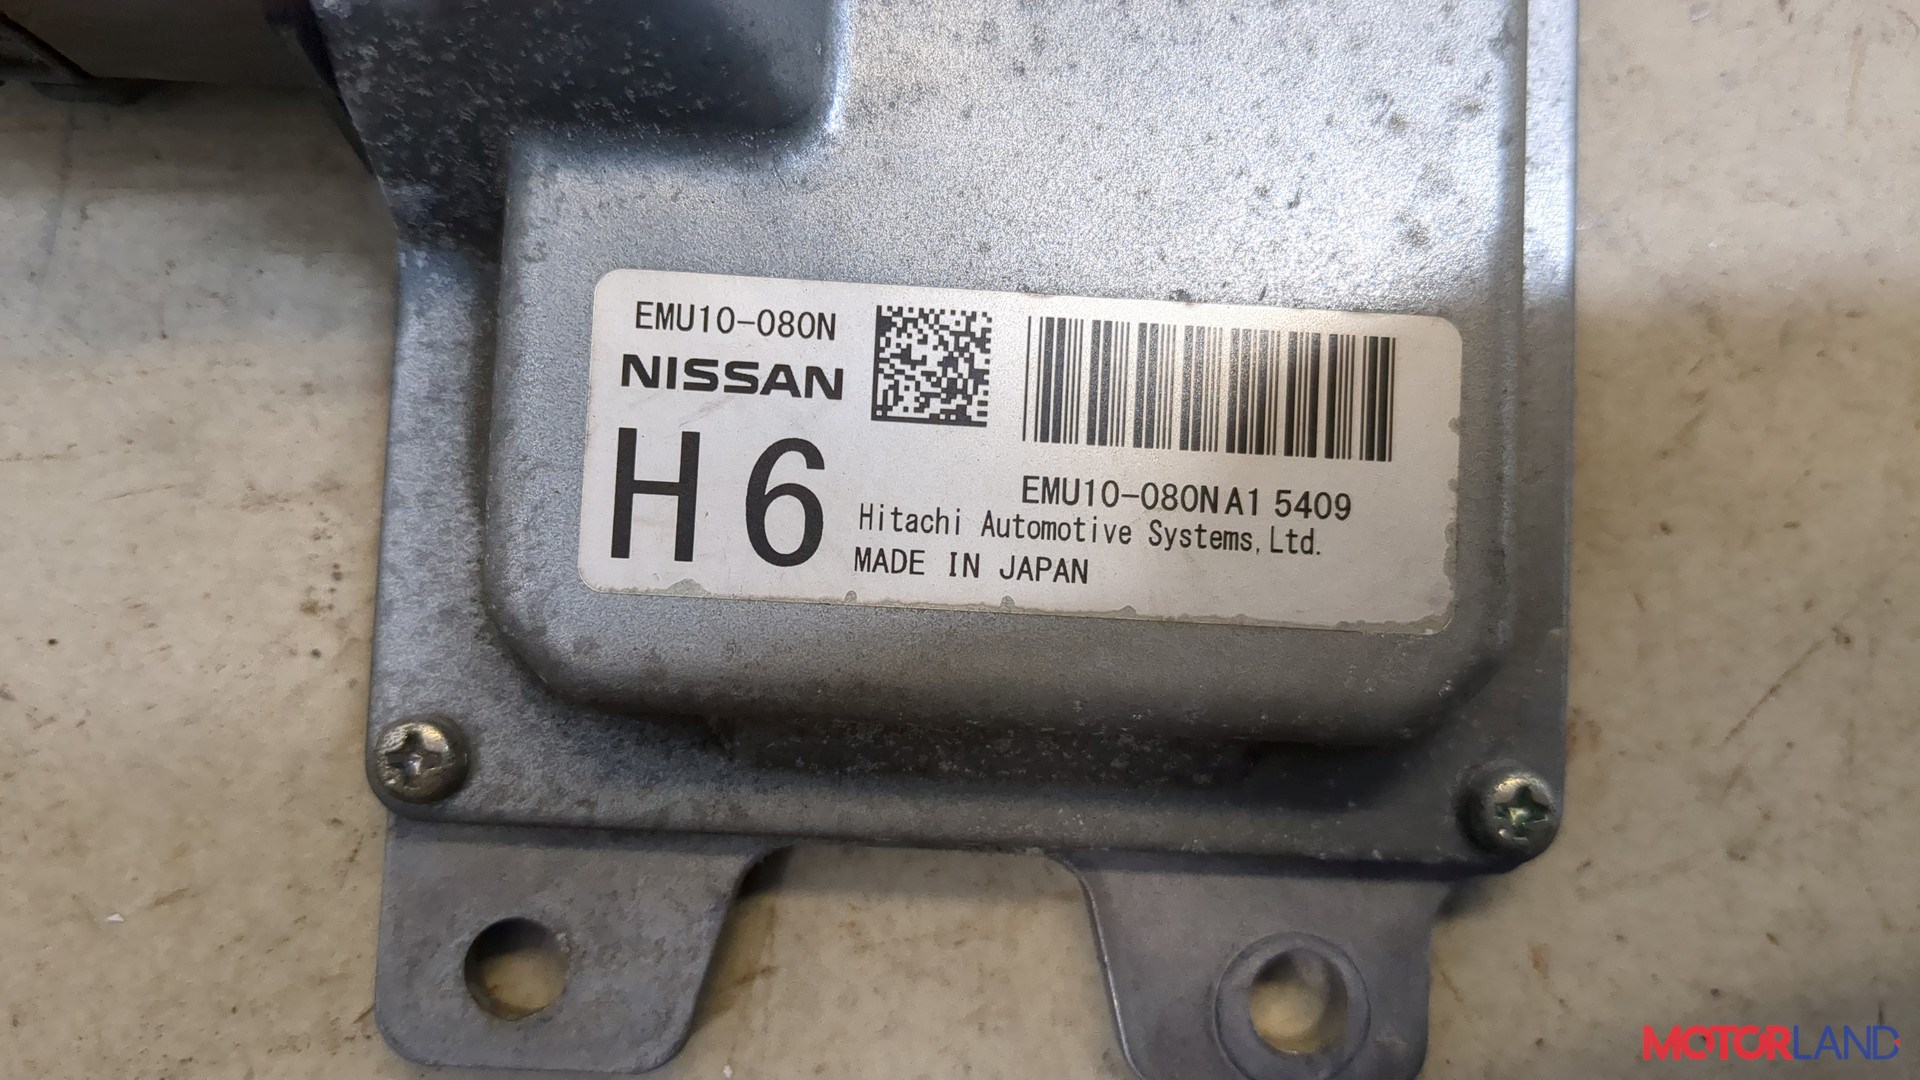 EMU10-080N
NISSAN
H6
EMU10-080NA1 5409
Hitachi Automotive Systems, Ltd.
MADE IN JAPAN
MOTORLAND